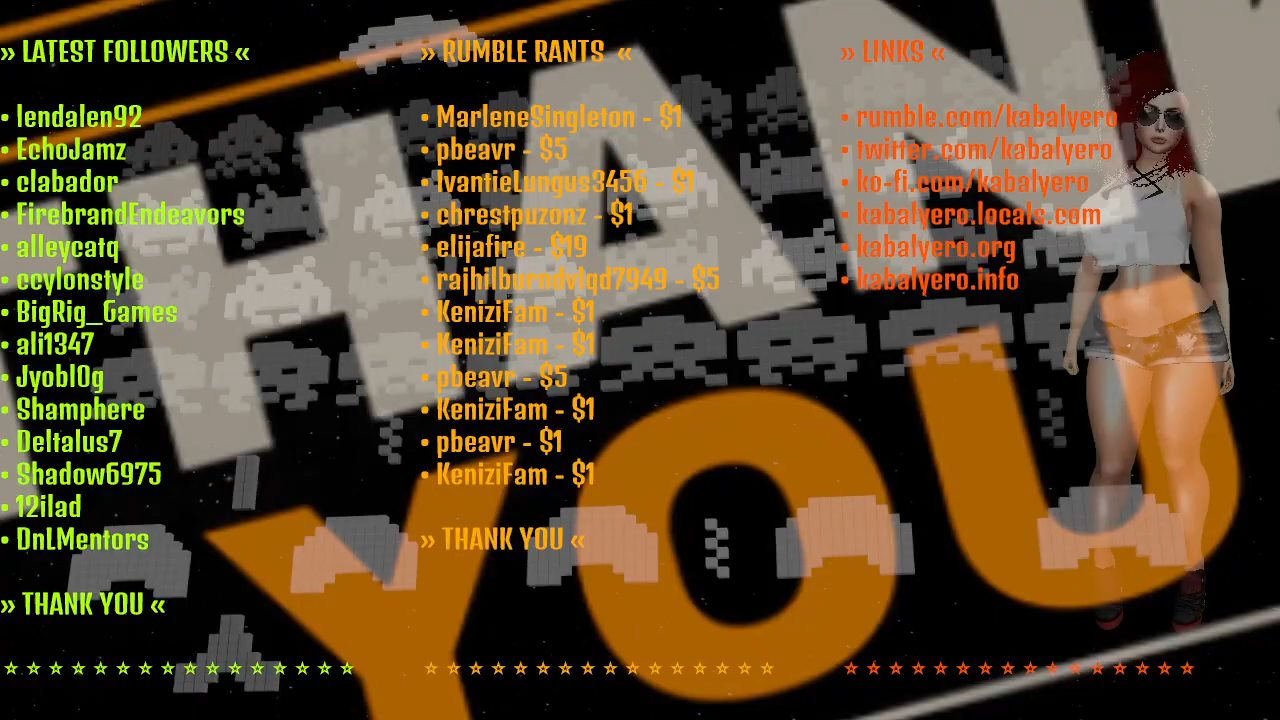 » LATEST FOLLOWERS «
• lendalen92
• EchoJamz
• clabador
• FirebrandEndeavors
• alleycatq
• ccylonstyle
• BigRig_Games
• ali1347
• Jyobl0g
• Shamphere
• Deltalus7
• Shadow6975
• 12ilad
• DnLMentors
» THANK YOU «
☆ ☆ ☆ ☆ ☆ ☆ ☆ ☆ ☆ ☆ ☆ ☆ ☆ ☆ ☆ ☆
» RUMBLE RANTS «
• MarleneSingleton - $1
• pbeavr - $5
• IvantieLungus3456 - $1
• chrestpuzonz - $1
• elijafire - $19
• rajhilburndvlqd7949 - $5
• KeniziFam - $1
• KeniziFam - $1
• pbeavr - $5
• KeniziFam - $1
• pbeavr - $1
• KeniziFam - $1
» THANK YOU «
☆ ☆ ☆ ☆ ☆ ☆ ☆ ☆ ☆ ☆ ☆ ☆ ☆ ☆ ☆ ☆
» LINKS «
• rumble.com/kabalyero
• twitter.com/kabalyero
• ko-fi.com/kabalyero
• kabalyero.locals.com
• kabalyero.org
• kabalyero.info
☆ ☆ ☆ ☆ ☆ ☆ ☆ ☆ ☆ ☆ ☆ ☆ ☆ ☆ ☆ ☆
THANK
YOU